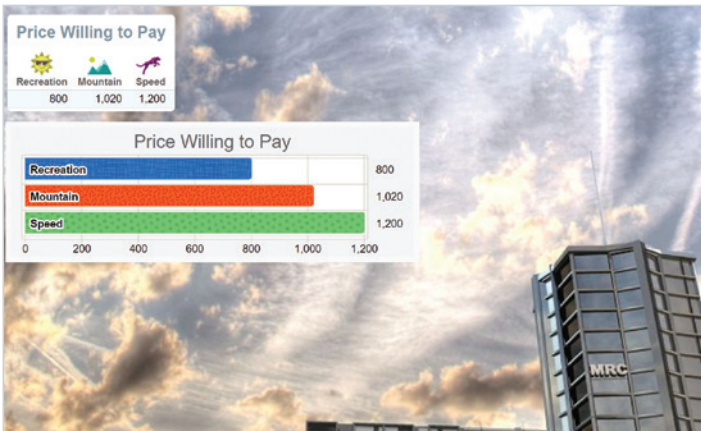 Price Willing to Pay
Recreation Mountain Speed
800 1,020 1,200
Price Willing to Pay
Recreation 800
Mountain 1,020
Speed 1,200
0 200 400 600 800 1,000 1,200
MRC